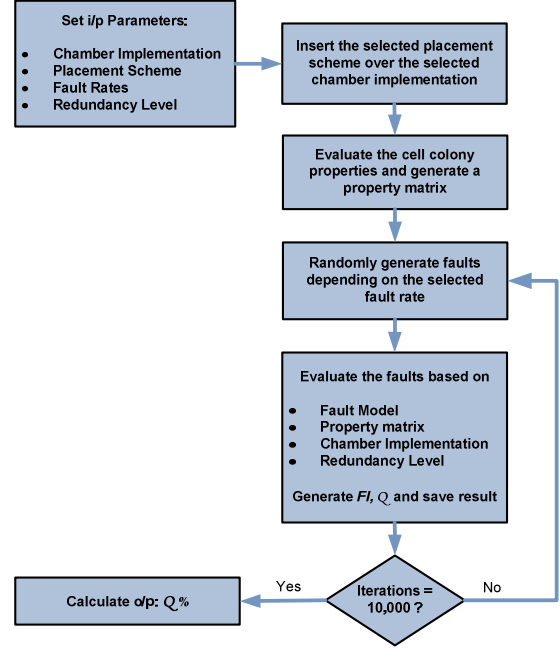 Set i/p Parameters:
• Chamber Implementation
• Placement Scheme
• Fault Rates
• Redundancy Level
Insert the selected placement
scheme over the selected
chamber implementation
Evaluate the cell colony
properties and generate a
property matrix
Randomly generate faults
depending on the selected
fault rate
Evaluate the faults based on
• Fault Model
• Property matrix
• Chamber Implementation
• Redundancy Level
Generate FI, Q and save result
Iterations =
10,000 ?
Yes
No
Calculate o/p: Q%